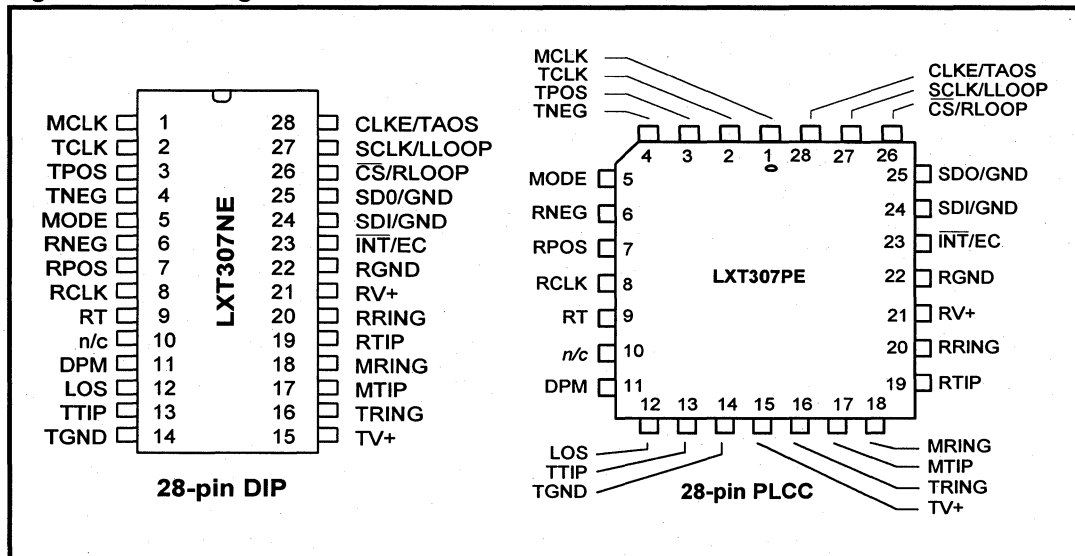 MCLK 1 28 CLKE/TAOS
TCLK 2 27 SCLK/LLOOP
TPOS 3 26 C̅S̅/RLOOP
TNEG 4 25 SD0/GND
MODE 5 24 SDI/GND
RNEG 6 23 I̅N̅T̅/EC
RPOS 7 22 RGND
RCLK 8 21 RV+
RT 9 20 RRING
n/c 10 19 RTIP
DPM 11 18 MRING
LOS 12 17 MTIP
TTIP 13 16 TRING
TGND 14 15 TV+
LXT307NE
28-pin DIP
MCLK
TCLK
TPOS
TNEG
CLKE/TAOS
SCLK/LLOOP
C̅S̅/RLOOP
4 3 2 1 28 27 26
MODE 5 25 SDO/GND
RNEG 6 24 SDI/GND
RPOS 7 23 I̅N̅T̅/EC
RCLK 8 22 RGND
RT 9 21 RV+
n/c 10 20 RRING
DPM 11 19 RTIP
LXT307PE
12 13 14 15 16 17 18
LOS
TTIP
TGND
MRING
MTIP
TRING
TV+
28-pin PLCC